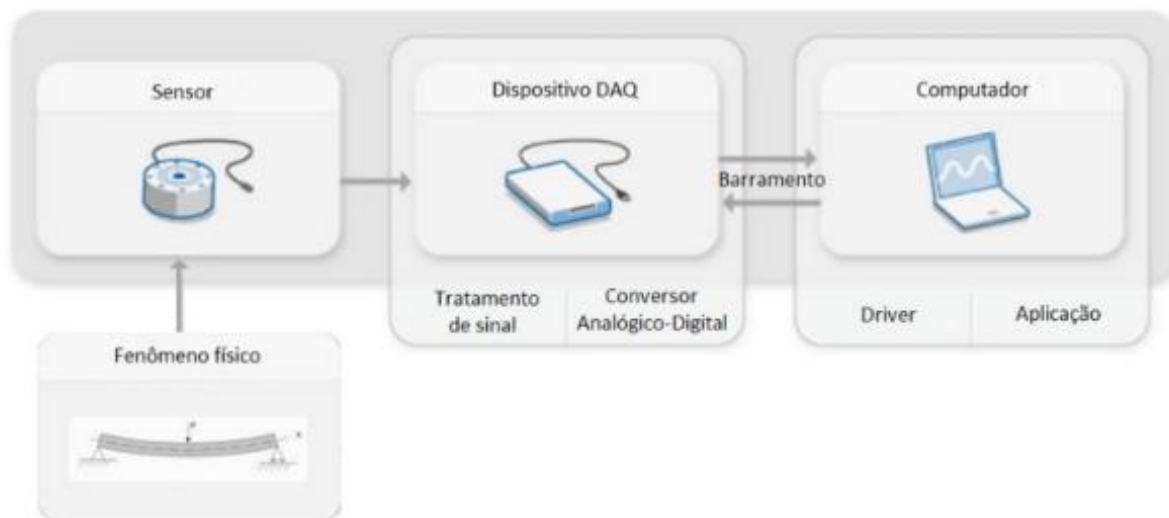 Sensor
Dispositivo DAQ
Computador
Barramento
Tratamento
de sinal
Conversor
Analógico-Digital
Driver
Aplicação
Fenômeno físico